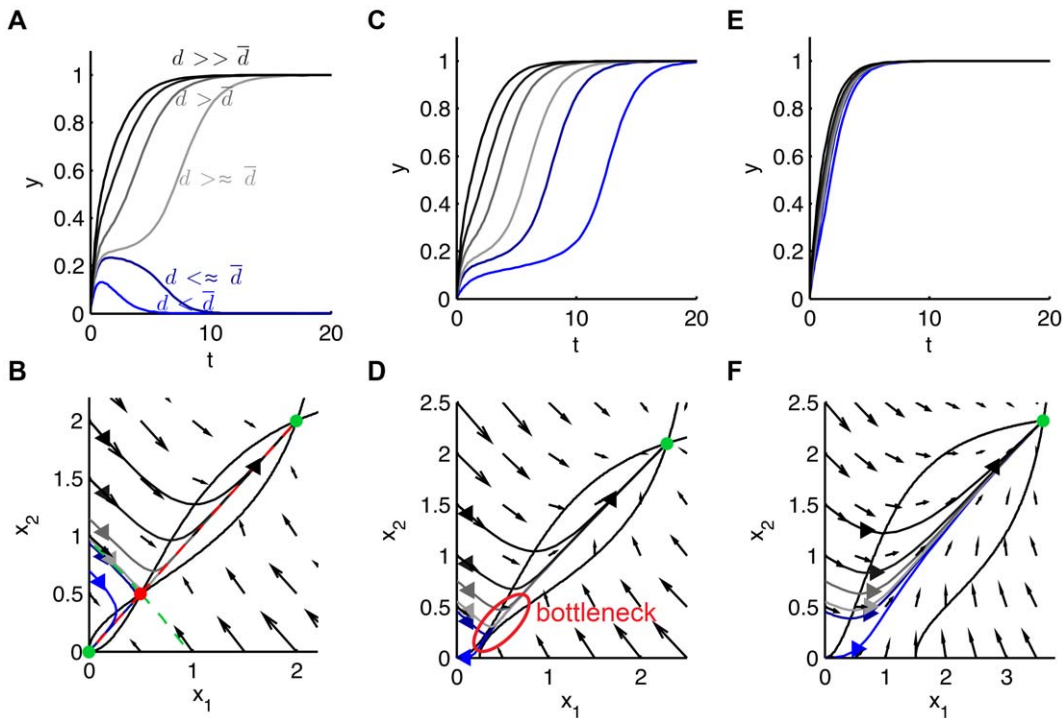 A
d >> d̅
d > d̅
d >≈ d̅
d <≈ d̅
d < d̅
y
1
0.8
0.6
0.4
0.2
0
0 10 20
t
C
y
1
0.8
0.6
0.4
0.2
0
0 10 20
t
E
y
1
0.8
0.6
0.4
0.2
0
0 10 20
t
B
x2
2
1.5
1
0.5
0
0 1 2
x1
D
x2
2.5
2
1.5
1
0.5
0
bottleneck
0 1 2
x1
F
x2
2.5
2
1.5
1
0.5
0
0 1 2 3
x1